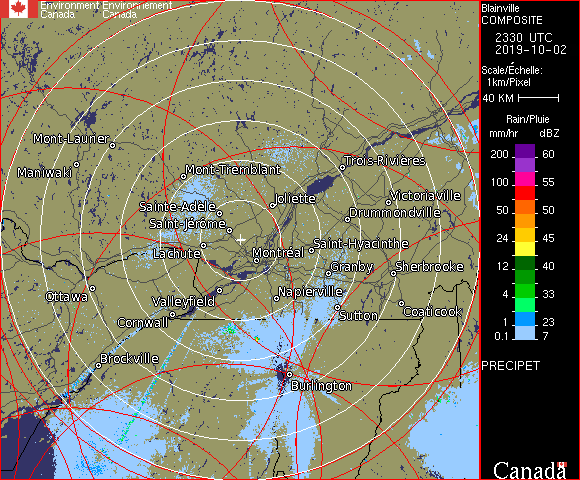 Environment Environnement
Canada Canada
Blainville
COMPOSITE
2330 UTC
2019-10-02
Scale/Échelle:
1km/Pixel
40 KM
Rain/Pluie
mm/hr dBZ
200 60
100 55
50 50
24 45
12 40
4 33
1 23
0.1 7
PRECIPET
Canada
Mont-Laurier
Maniwaki
Mont-Tremblant
Trois-Rivières
Joliette
Victoriaville
Sainte-Adèle
Drummondville
Saint-Jérôme
Saint-Hyacinthe
Lachute
Montréal
Granby
Sherbrooke
Ottawa
Valleyfield
Napierville
Coaticook
Cornwall
Sutton
Brockville
Burlington